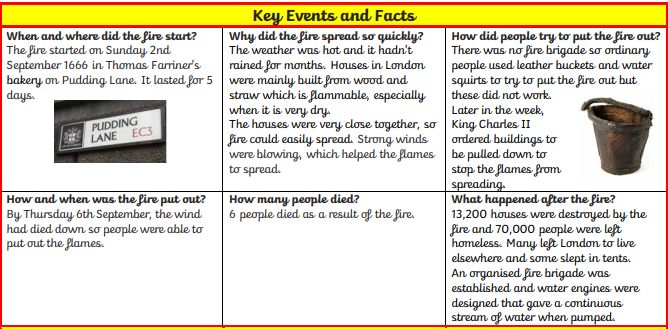 Key Events and Facts
When and where did the fire start?
The fire started on Sunday 2nd
September 1666 in Thomas Farriner's
bakery on Pudding Lane. It lasted for 5
days.
PUDDING
LANE EC3
Why did the fire spread so quickly?
The weather was hot and it hadn't
rained for months. Houses in London
were mainly built from wood and
straw which is flammable, especially
when it is very dry.
The houses were very close together, so
fire could easily spread. Strong winds
were blowing, which helped the flames
to spread.
How did people try to put the fire out?
There was no fire brigade so ordinary
people used leather buckets and water
squirts to try to put the fire out but
these did not work.
Later in the week,
King Charles II
ordered buildings to
be pulled down to
stop the flames from
spreading.
How and when was the fire put out?
By Thursday 6th September, the wind
had died down so people were able to
put out the flames.
How many people died?
6 people died as a result of the fire.
What happened after the fire?
13,200 houses were destroyed by the
fire and 70,000 people were left
homeless. Many left London to live
elsewhere and some slept in tents.
An organised fire brigade was
established and water engines were
designed that gave a continuous
stream of water when pumped.